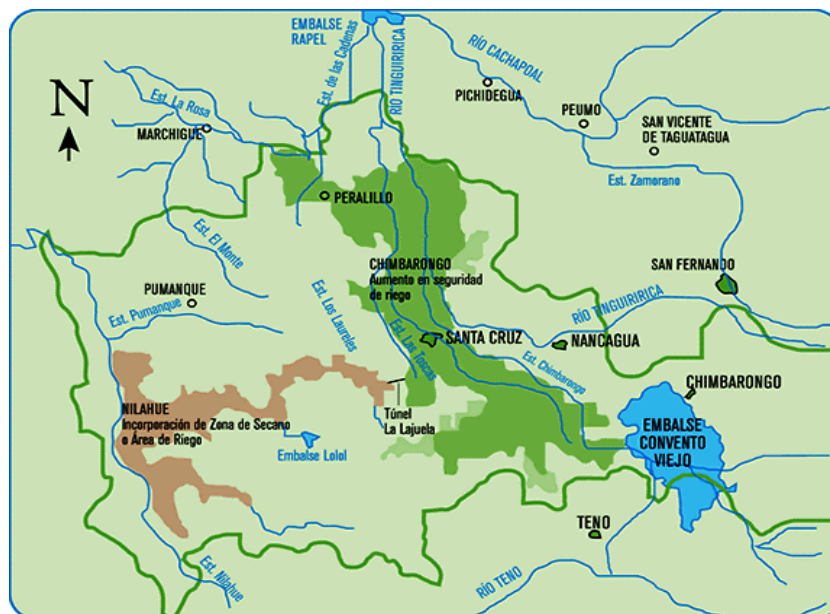 EMBALSE
RAPEL
RÍO CACHAPOAL
Est. de las Cadenas
RÍO TINGUIRIRICA
N
Est. La Rosa
PICHIDEGUA
PEUMO
SAN VICENTE
DE TAGUATAGUA
MARCHIGUE
Est. Zamorano
PERALILLO
Est. El Monte
CHIMBARONGO
Aumento en seguridad
de riego
SAN FERNANDO
PUMANQUE
Est. Pumanque
Est. Los Laureles
RÍO TINGUIRIRICA
Est. Las Toscas
SANTA CRUZ
NANCAGUA
Est. Chimbarongo
CHIMBARONGO
NILAHUE
Incorporación de Zona de Secano
o Área de Riego
Túnel
La Lajuela
EMBALSE
CONVENTO
VIEJO
Embalse Lolol
TENO
Est. Nilahue
RÍO TENO